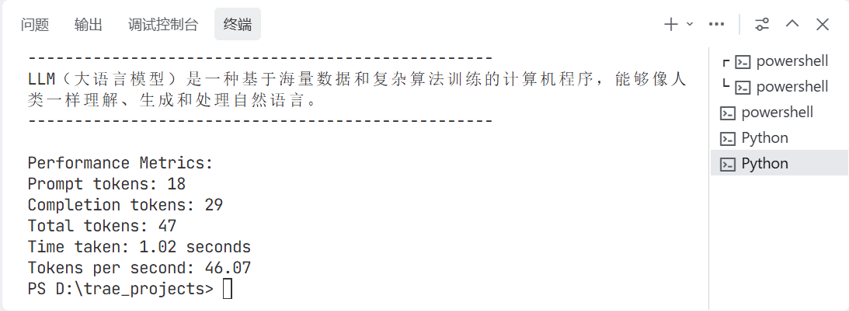 问题 输出 调试控制台 终端
--------------------------------------------------
LLM（大语言模型）是一种基于海量数据和复杂算法训练的计算机程序，能够像人
类一样理解、生成和处理自然语言。
--------------------------------------------------
Performance Metrics:
Prompt tokens: 18
Completion tokens: 29
Total tokens: 47
Time taken: 1.02 seconds
Tokens per second: 46.07
PS D:\trae_projects>
powershell
powershell
powershell
Python
Python